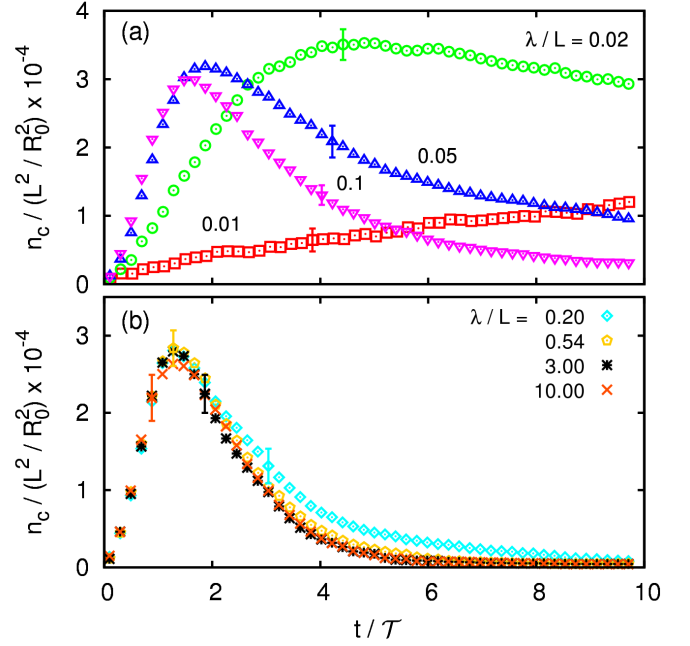 (a)
λ / L = 0.02
0.05
0.1
0.01
n_c / (L^2 / R_0^2) x 10^-4
4
3
2
1
0
(b)
λ / L = 0.20
0.54
3.00
10.00
n_c / (L^2 / R_0^2) x 10^-4
3
2
1
0
0 2 4 6 8 10
t / 𝒯